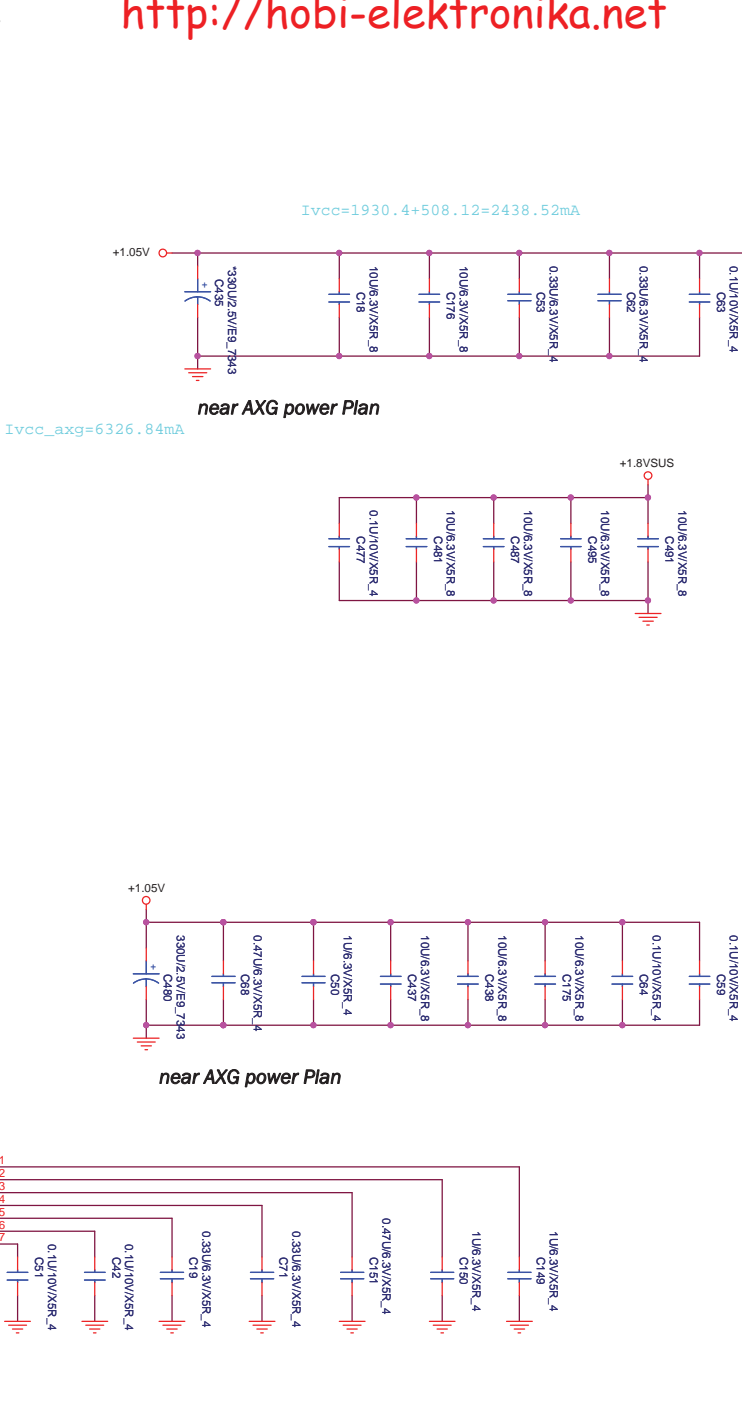 http://hobi-elektronika.net
Ivcc=1930.4+508.12=2438.52mA
+1.05V
+
*330U/2.5V/E9_7343
C435
10U/6.3V/X5R_8
C18
10U/6.3V/X5R_8
C176
0.33U/6.3V/X5R_4
C53
0.33U/6.3V/X5R_4
C62
0.1U/10V/X5R_4
C63
near AXG power Plan
Ivcc_axg=6326.84mA
+1.8VSUS
0.1U/10V/X5R_4
C477
10U/6.3V/X5R_8
C481
10U/6.3V/X5R_8
C487
10U/6.3V/X5R_8
C495
10U/6.3V/X5R_8
C491
+1.05V
+
330U/2.5V/E9_7343
C480
0.47U/6.3V/X5R_4
C68
1U/6.3V/X5R_4
C50
10U/6.3V/X5R_8
C437
10U/6.3V/X5R_8
C438
10U/6.3V/X5R_8
C175
0.1U/10V/X5R_4
C64
0.1U/10V/X5R_4
C59
near AXG power Plan
1
2
3
4
5
6
7
0.1U/10V/X5R_4
C51
0.1U/10V/X5R_4
C42
0.33U/6.3V/X5R_4
C19
0.33U/6.3V/X5R_4
C71
0.47U/6.3V/X5R_4
C151
1U/6.3V/X5R_4
C150
1U/6.3V/X5R_4
C149